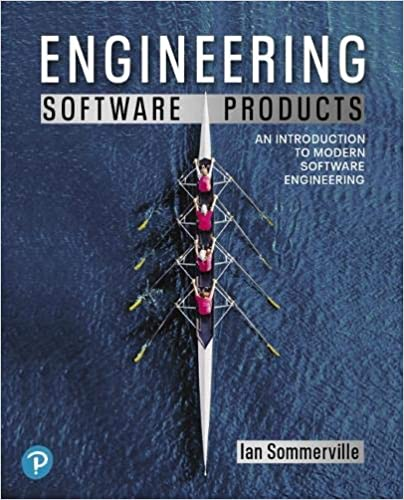 ENGINEERING
SOFTWARE PRODUCTS
AN INTRODUCTION
TO MODERN
SOFTWARE
ENGINEERING
P
Ian Sommerville